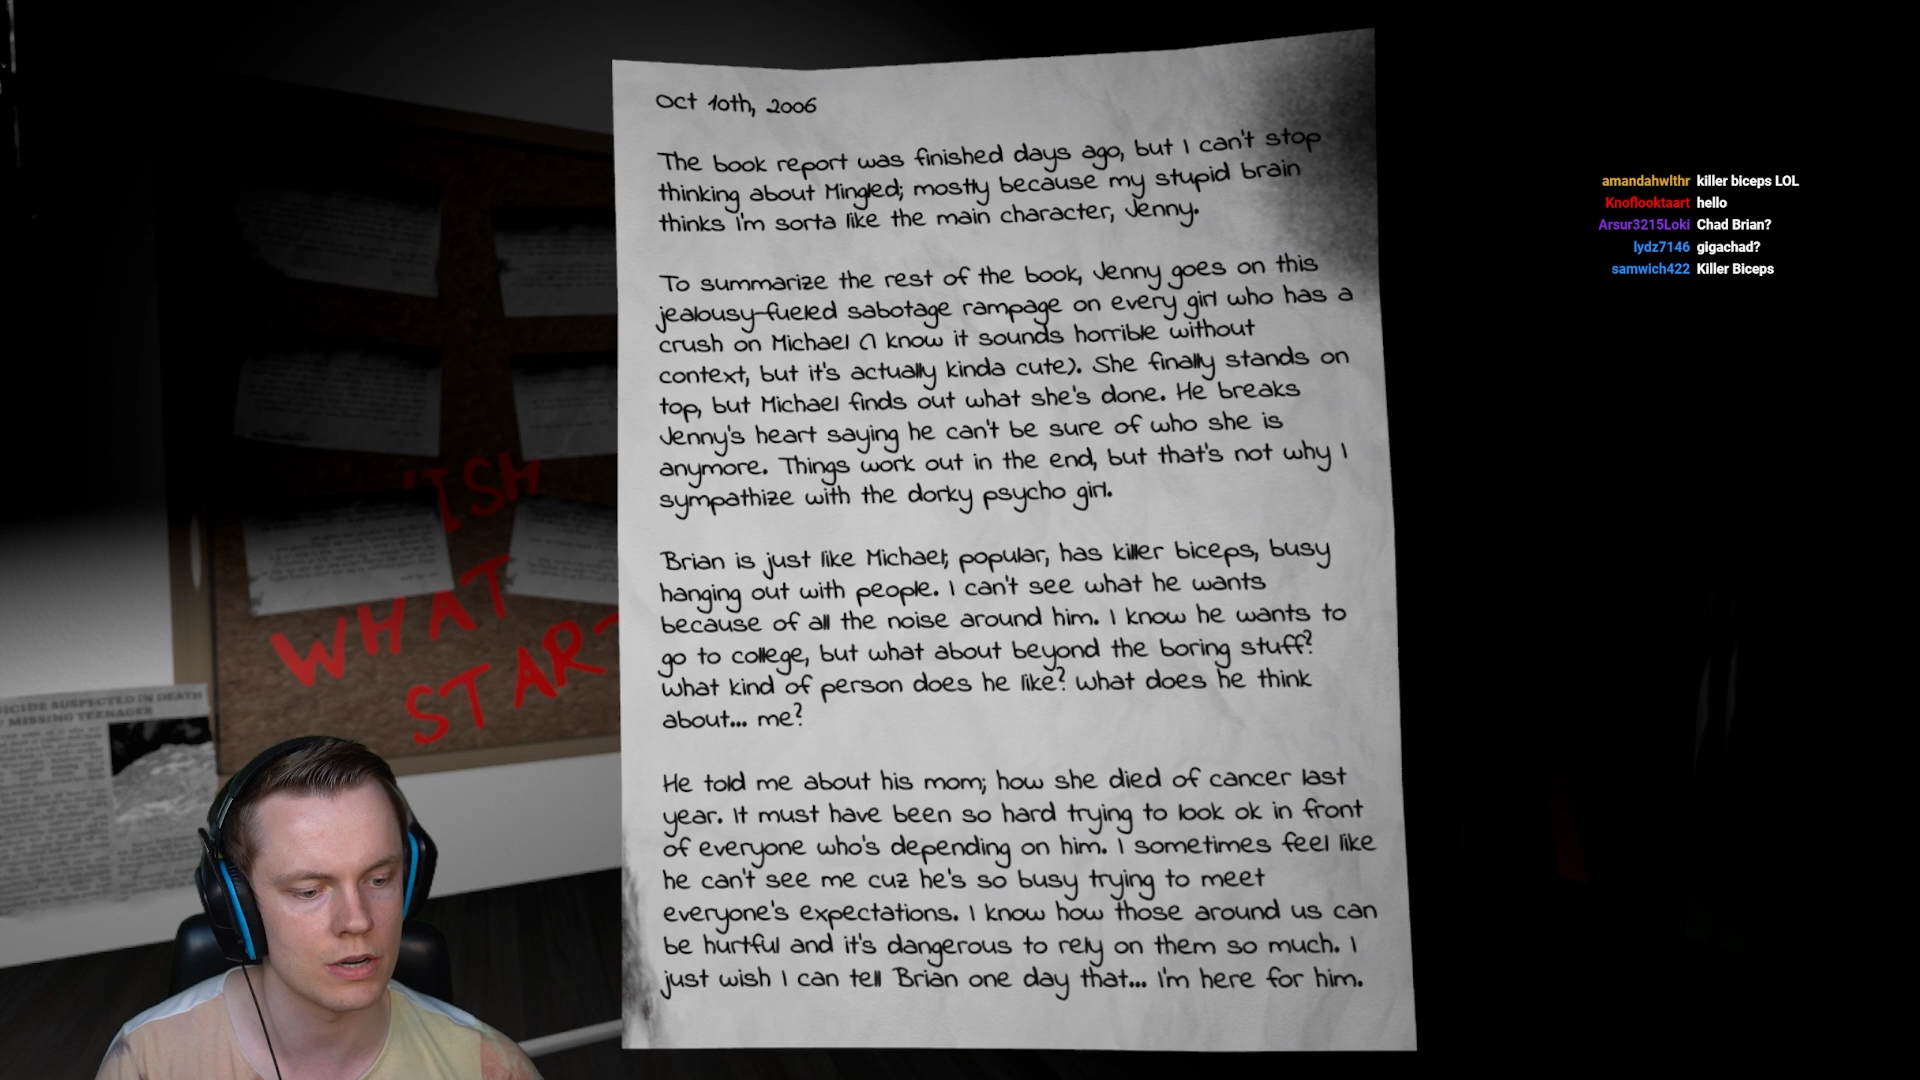 Oct 10th, 2006
The book report was finished days ago, but I can't stop
thinking about Mingled; mostly because my stupid brain
thinks I'm sorta like the main character, Jenny.
To summarize the rest of the book, Jenny goes on this
jealousy-fueled sabotage rampage on every girl who has a
crush on Michael (I know it sounds horrible without
context, but it's actually kinda cute). She finally stands on
top, but Michael finds out what she's done. He breaks
Jenny's heart saying he can't be sure of who she is
anymore. Things work out in the end, but that's not why I
sympathize with the dorky psycho girl.
Brian is just like Michael; popular, has killer biceps, busy
hanging out with people. I can't see what he wants
because of all the noise around him. I know he wants to
go to college, but what about beyond the boring stuff?
What kind of person does he like? What does he think
about... me?
He told me about his mom; how she died of cancer last
year. It must have been so hard trying to look ok in front
of everyone who's depending on him. I sometimes feel like
he can't see me cuz he's so busy trying to meet
everyone's expectations. I know how those around us can
be hurtful and it's dangerous to rely on them so much. I
just wish I can tell Brian one day that... I'm here for him.
amandahwlthr killer biceps LOL
Knoflooktaart hello
Arsur3215Loki Chad Brian?
lydz7146 gigachad?
samwich422 Killer Biceps
ISH
WHAT
STAR
ICIDE SUSPECTED IN DEATH
MISSING TEENAGER